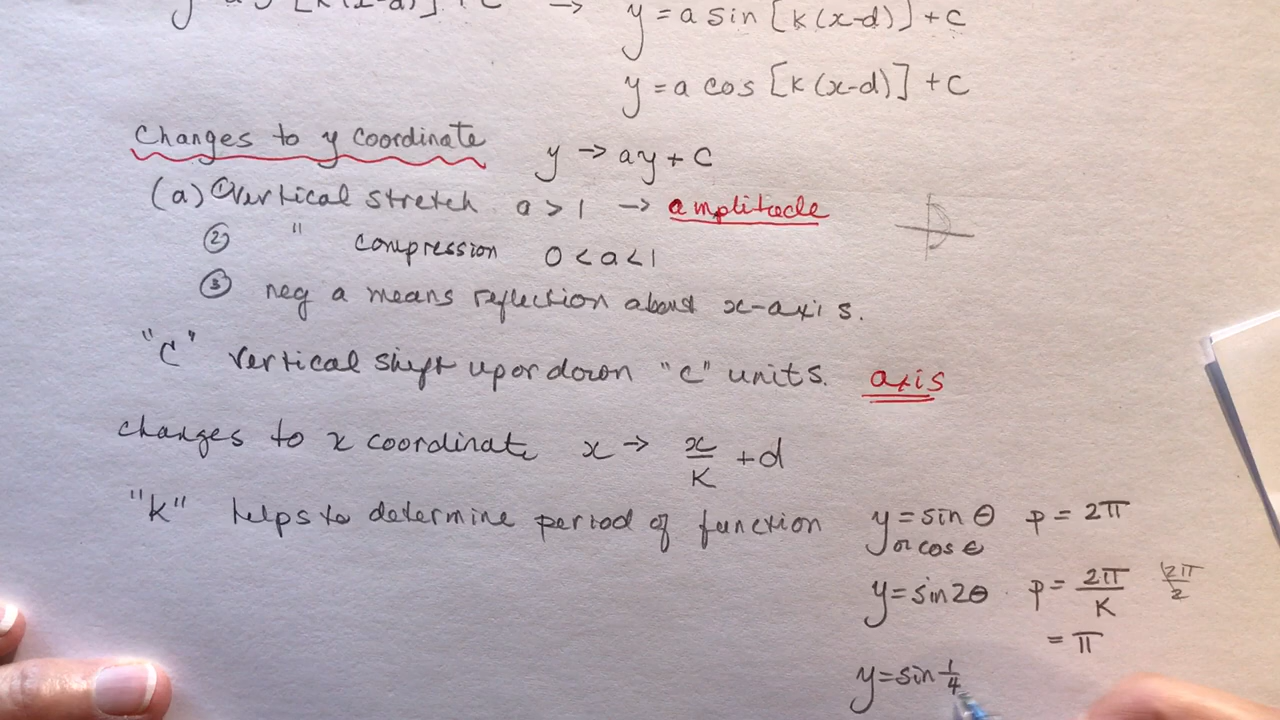 y = a sin [k(x-d)] + c
y = a cos [k(x-d)] + c
Changes to y coordinate y → ay + c
(a) ① vertical stretch a > 1 → amplitude
② " compression 0 < a < 1
③ neg a means reflection about x-axis.
"C" vertical shift up or down "c" units. axis
changes to x coordinate x → x/K + d
"K" helps to determine period of function y = sin θ p = 2π
or cos θ
y = sin 2θ p = 2π/K 2π/2
= π
y = sin 1/4